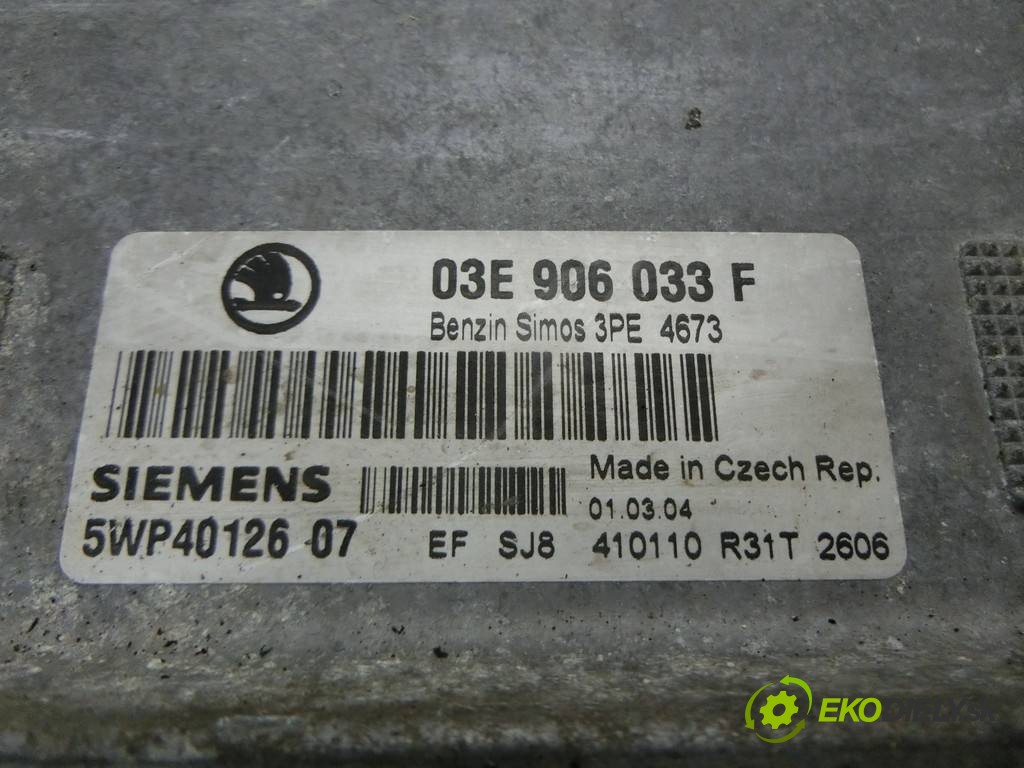 03E 906 033 F
Benzin Simos 3PE 4673
SIEMENS
Made in Czech Rep.
01.03.04
5WP40126 07 EF SJ8 410110 R31T 2606
EKO